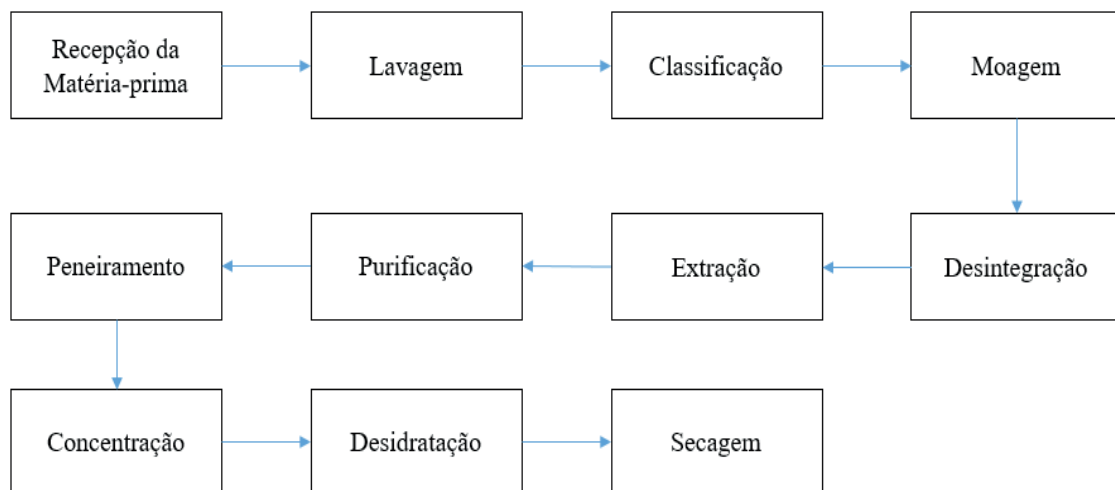 Recepção da
Matéria-prima
Lavagem
Classificação
Moagem
Desintegração
Extração
Purificação
Peneiramento
Concentração
Desidratação
Secagem